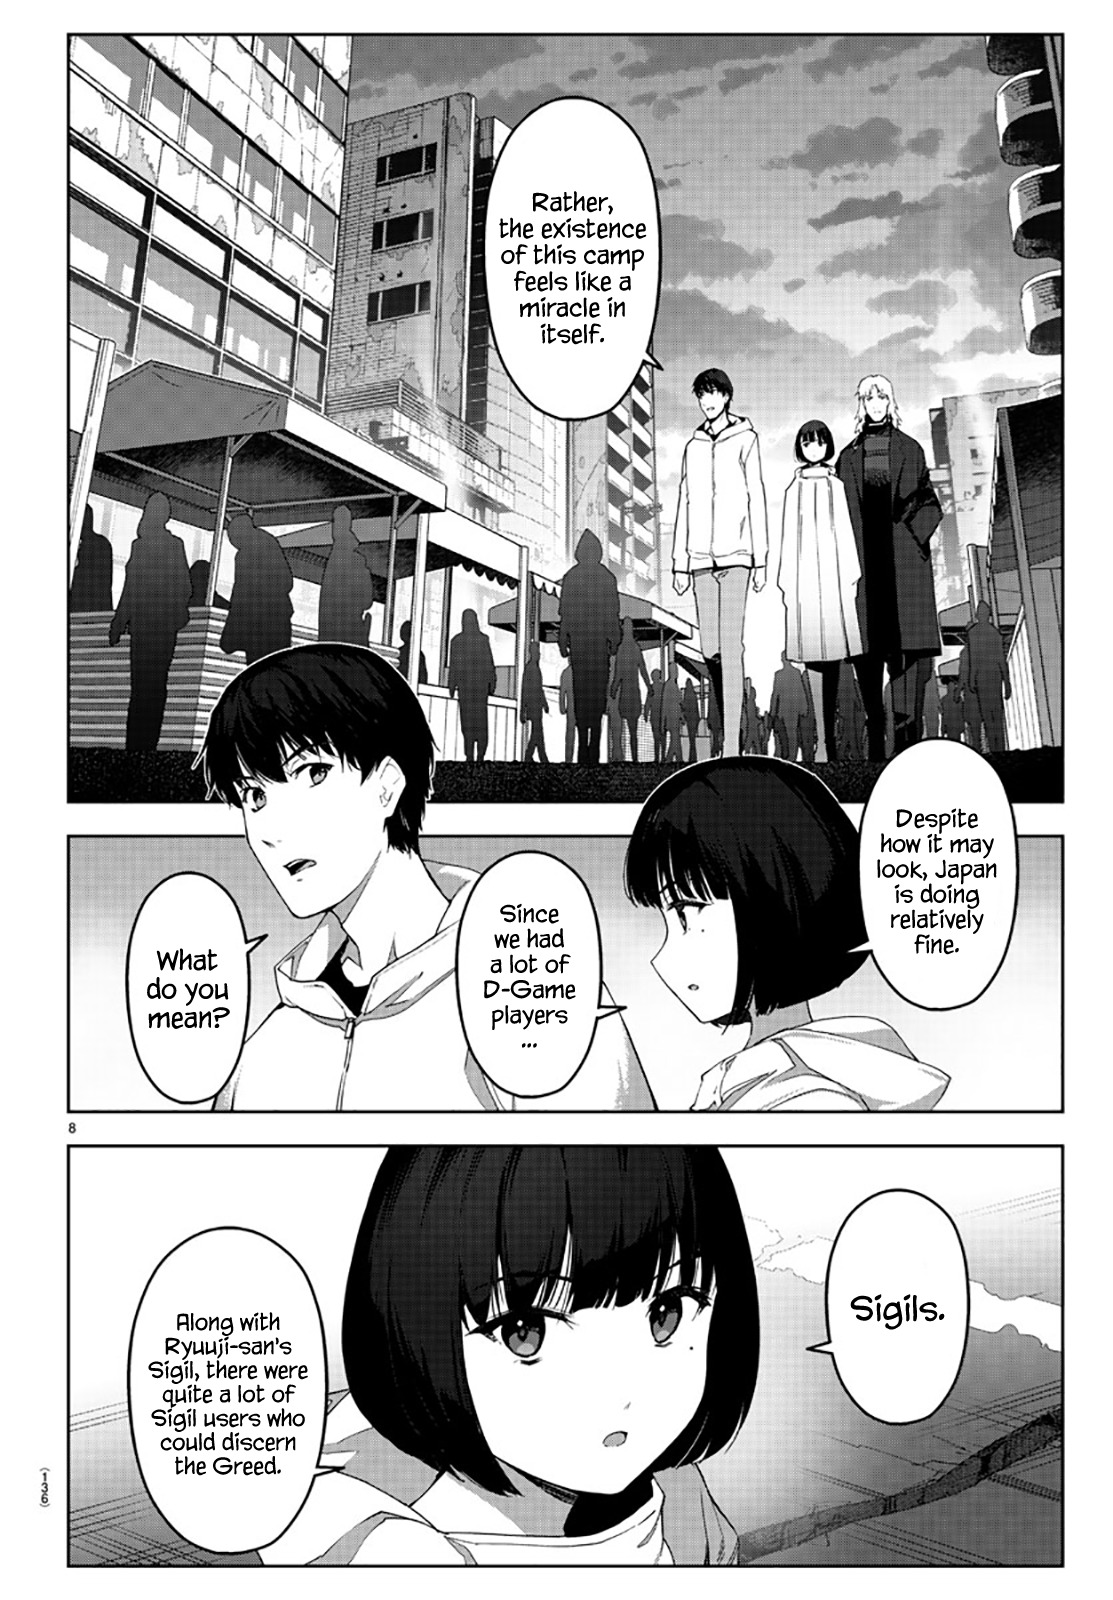 Rather,
the existence
of this camp
feels like a
miracle in
itself.
Despite
how it may
look, Japan
is doing
relatively
fine.
Since
we had
a lot of
D-Game
players
...
What
do you
mean?
8
Sigils.
Along with
Ryuuji-san's
Sigil, there were
quite a lot of
Sigil users who
could discern
the Greed.
(136)